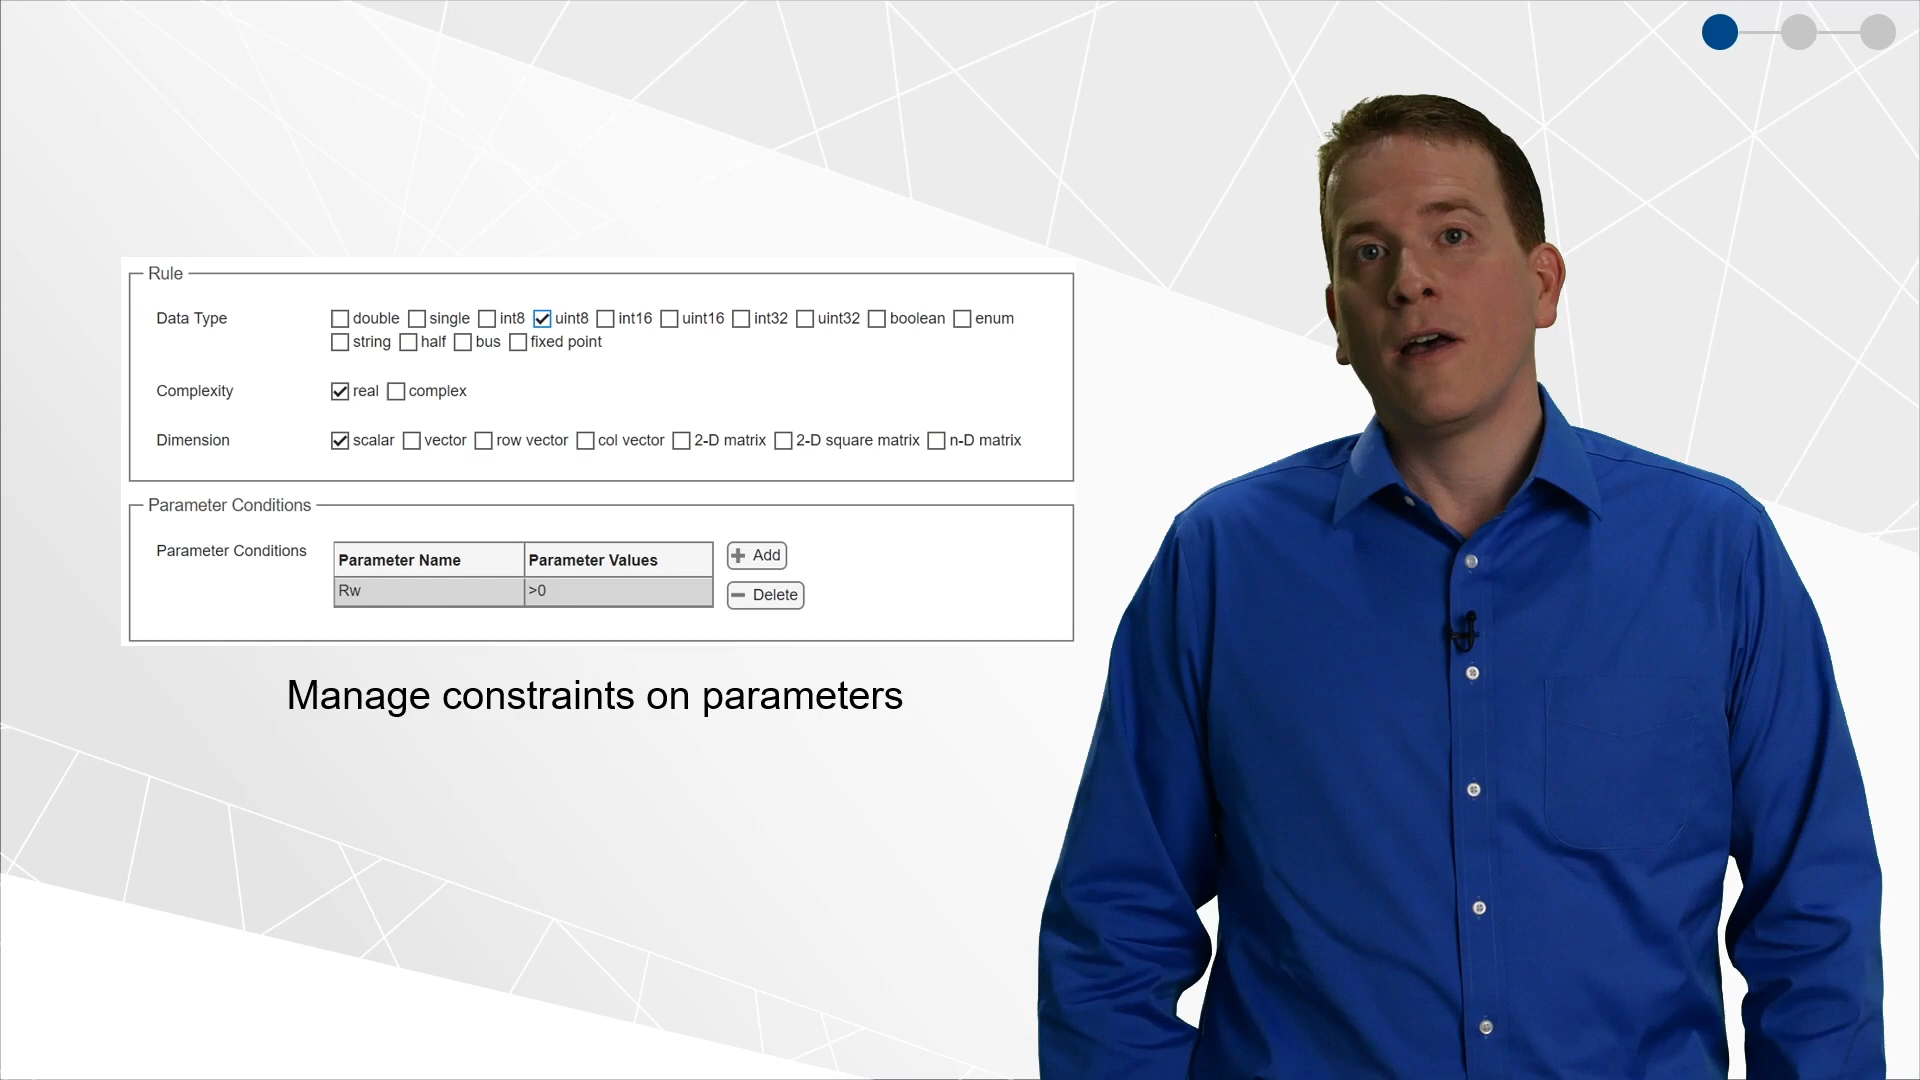 Rule
Data Type double single int8 uint8 int16 uint16 int32 uint32 boolean enum
string half bus fixed point
Complexity real complex
Dimension scalar vector row vector col vector 2-D matrix 2-D square matrix n-D matrix
Parameter Conditions
Parameter Conditions
Parameter Name Parameter Values
Rw >0
Add
Delete
Manage constraints on parameters